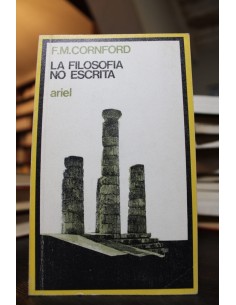 F.M.CORNFORD
LA FILOSOFIA
NO ESCRITA
ariel